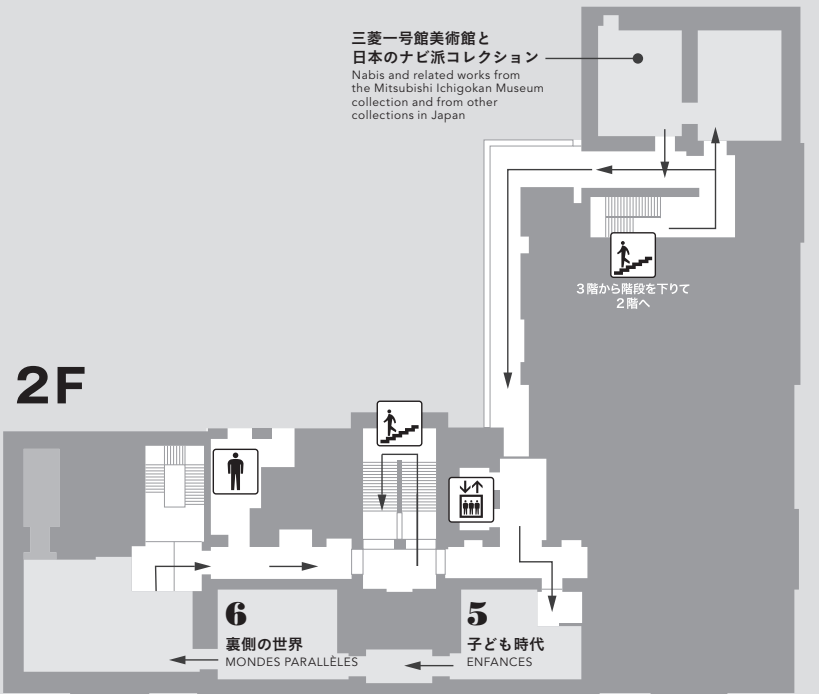 三菱一号館美術館と
日本のナビ派コレクション
Nabis and related works from
the Mitsubishi Ichigokan Museum
collection and from other
collections in Japan
3階から階段を下りて
2階へ
2F
6
裏側の世界
MONDES PARALLÈLES
5
子ども時代
ENFANCES